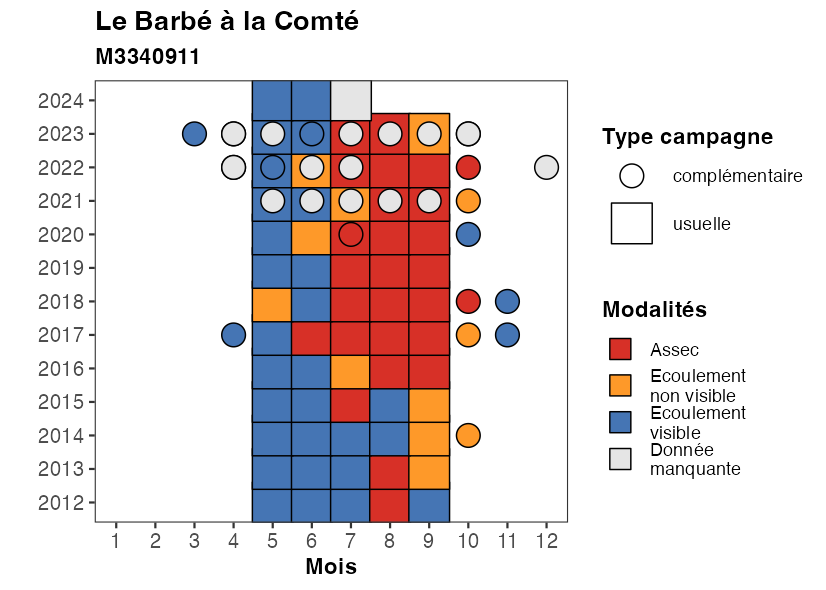 Le Barbé à la Comté
M3340911
2024
2023
2022
2021
2020
2019
2018
2017
2016
2015
2014
2013
2012
1 2 3 4 5 6 7 8 9 10 11 12
Mois
Type campagne
complémentaire
usuelle
Modalités
Assec
Ecoulement
non visible
Ecoulement
visible
Donnée
manquante